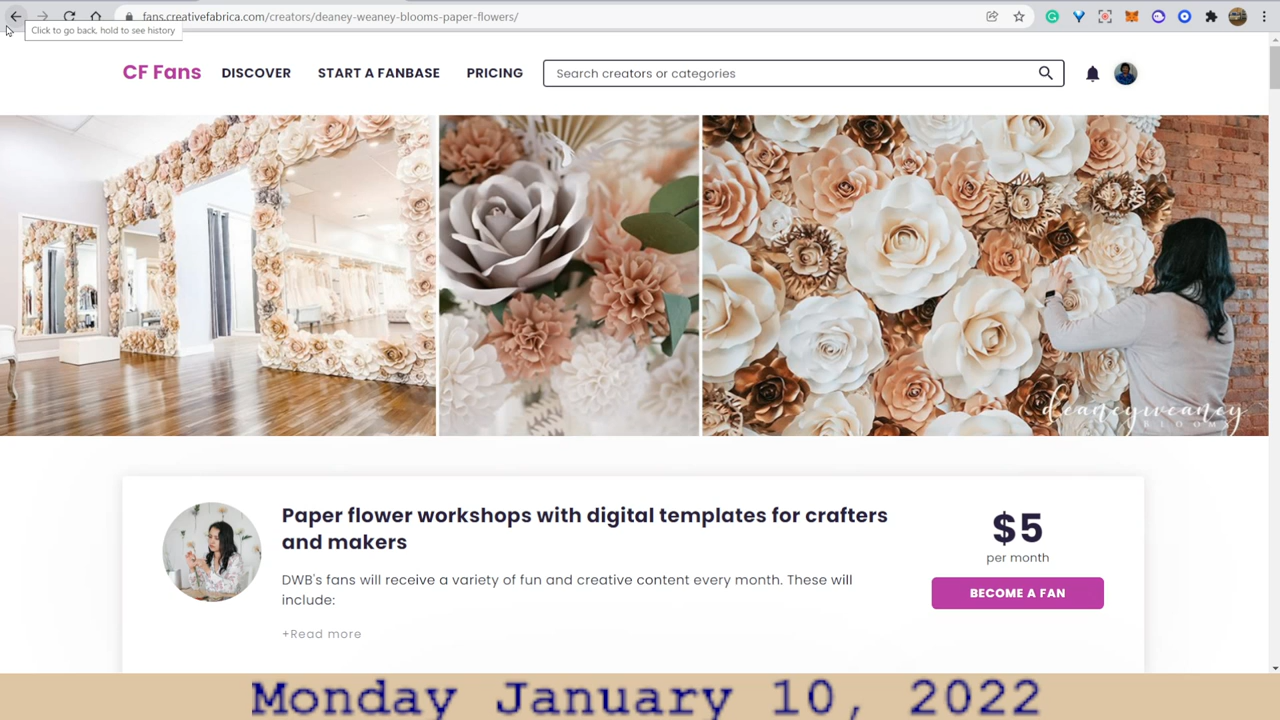 fans.creativefabrica.com/creators/deaney-weaney-blooms-paper-flowers/
Click to go back, hold to see history
CF Fans DISCOVER START A FANBASE PRICING Search creators or categories
deaneyweaney
BLOOMS
Paper flower workshops with digital templates for crafters
and makers
DWB's fans will receive a variety of fun and creative content every month. These will
include:
+Read more
$5
per month
BECOME A FAN
Monday January 10, 2022